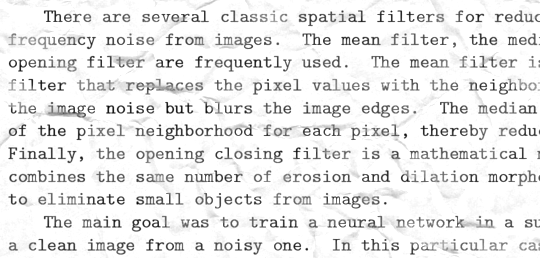 There are several classic spatial filters for reduc
frequency noise from images. The mean filter, the medi
opening filter are frequently used. The mean filter is
filter that replaces the pixel values with the neighbor
the image noise but blurs the image edges. The median
of the pixel neighborhood for each pixel, thereby reduc
Finally, the opening closing filter is a mathematical m
combines the same number of erosion and dilation morpho
to eliminate small objects from images.
The main goal was to train a neural network in a su
a clean image from a noisy one. In this particular cas